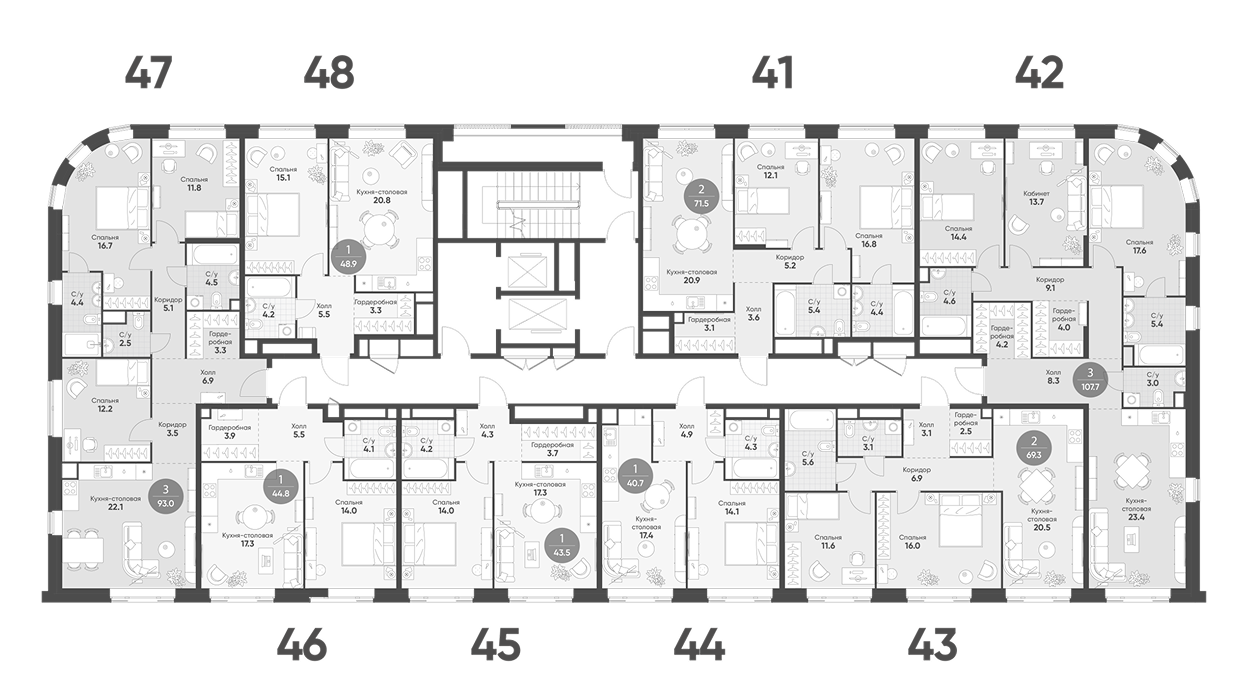 47
48
41
42
Спальня
16.7
Спальня
11.8
С/у
4.5
С/у
4.4
Коридор
5.1
С/у
2.5
Гарде-
робная
3.3
Холл
6.9
Спальня
12.2
Коридор
3.5
Кухня-столовая
22.1
3
93.0
Спальня
15.1
Кухня-столовая
20.8
1
48.9
С/у
4.2
Холл
5.5
Гардеробная
3.3
2
71.5
Кухня-столовая
20.9
Спальня
12.1
Спальня
16.8
Коридор
5.2
Гардеробная
3.1
Холл
3.6
С/у
5.4
С/у
4.4
Спальня
14.4
Кабинет
13.7
Спальня
17.6
Коридор
9.1
С/у
4.6
Гарде-
робная
4.2
Гарде-
робная
4.0
С/у
5.4
Холл
8.3
3
107.7
С/у
3.0
Кухня-
столовая
23.4
Гардеробная
3.9
Холл
5.5
С/у
4.1
1
44.8
Кухня-столовая
17.3
Спальня
14.0
С/у
4.2
Холл
4.3
Гардеробная
3.7
Спальня
14.0
Кухня-столовая
17.3
1
43.5
1
40.7
Кухня-
столовая
17.4
Холл
4.9
С/у
4.3
Спальня
14.1
С/у
5.6
С/у
3.1
Холл
3.1
Гарде-
робная
2.5
Коридор
6.9
2
69.3
Спальня
11.6
Спальня
16.0
Кухня-
столовая
20.5
46
45
44
43